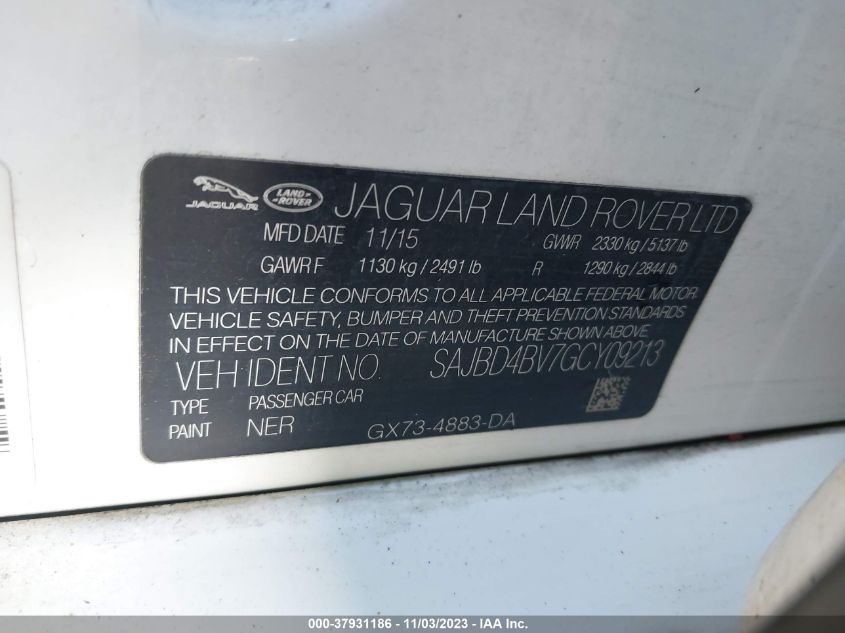 JAGUAR LAND ROVER JAGUAR LAND ROVER LTD
MFD DATE 11/15 GVWR 2330 kg / 5137 lb
GAWR F 1130 kg / 2491 lb R 1290 kg / 2844 lb
THIS VEHICLE CONFORMS TO ALL APPLICABLE FEDERAL MOTOR
VEHICLE SAFETY, BUMPER AND THEFT PREVENTION STANDARDS
IN EFFECT ON THE DATE OF MANUFACTURE SHOWN ABOVE
VEH IDENT NO. SAJBD4BV7GCY09213
TYPE PASSENGER CAR
PAINT NER GX73-4883-DA
000-37931186 - 11/03/2023 - IAA Inc.